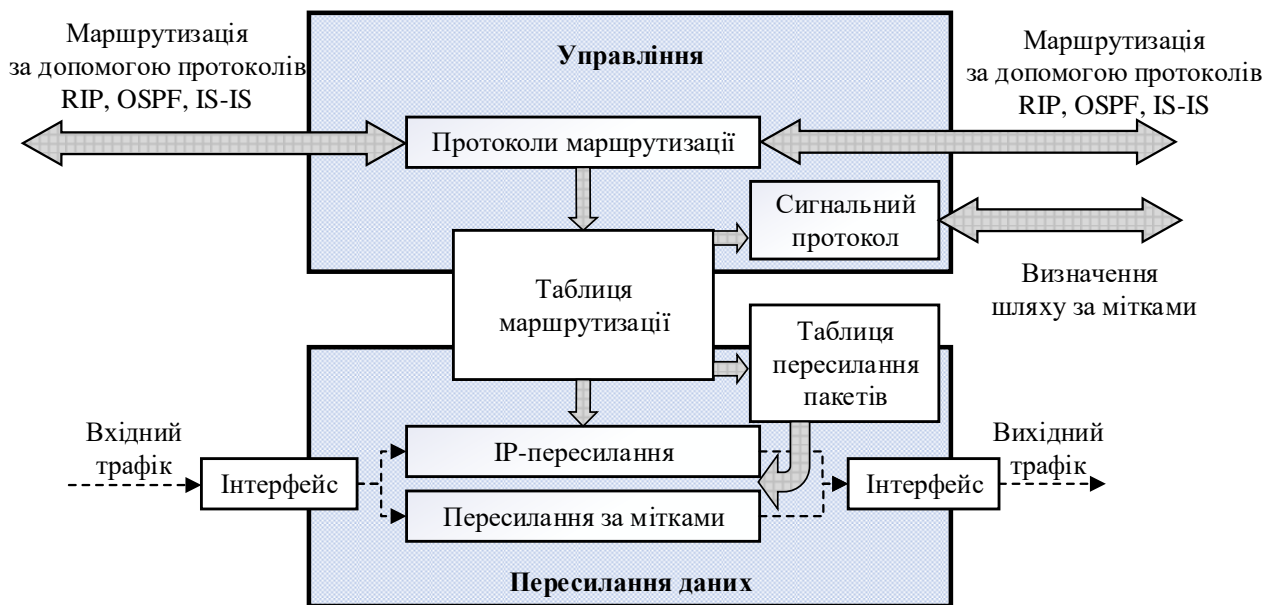 Маршрутизація
за допомогою протоколів
RIP, OSPF, IS-IS
Управління
Маршрутизація
за допомогою протоколів
RIP, OSPF, IS-IS
Протоколи маршрутизації
Сигнальний
протокол
Визначення
шляху за мітками
Таблиця
маршрутизації
Таблиця
пересилання
пакетів
Вхідний
трафік
Інтерфейс
ІР-пересилання
Пересилання за мітками
Інтерфейс
Вихідний
трафік
Пересилання даних